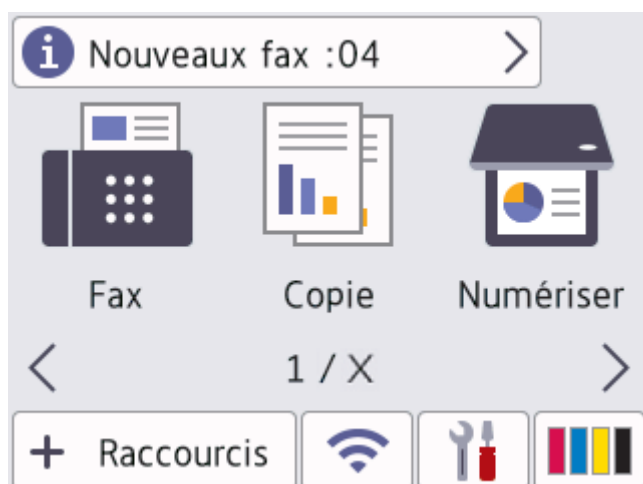 Nouveaux fax :04
Fax Copie Numériser
1 / X
+ Raccourcis